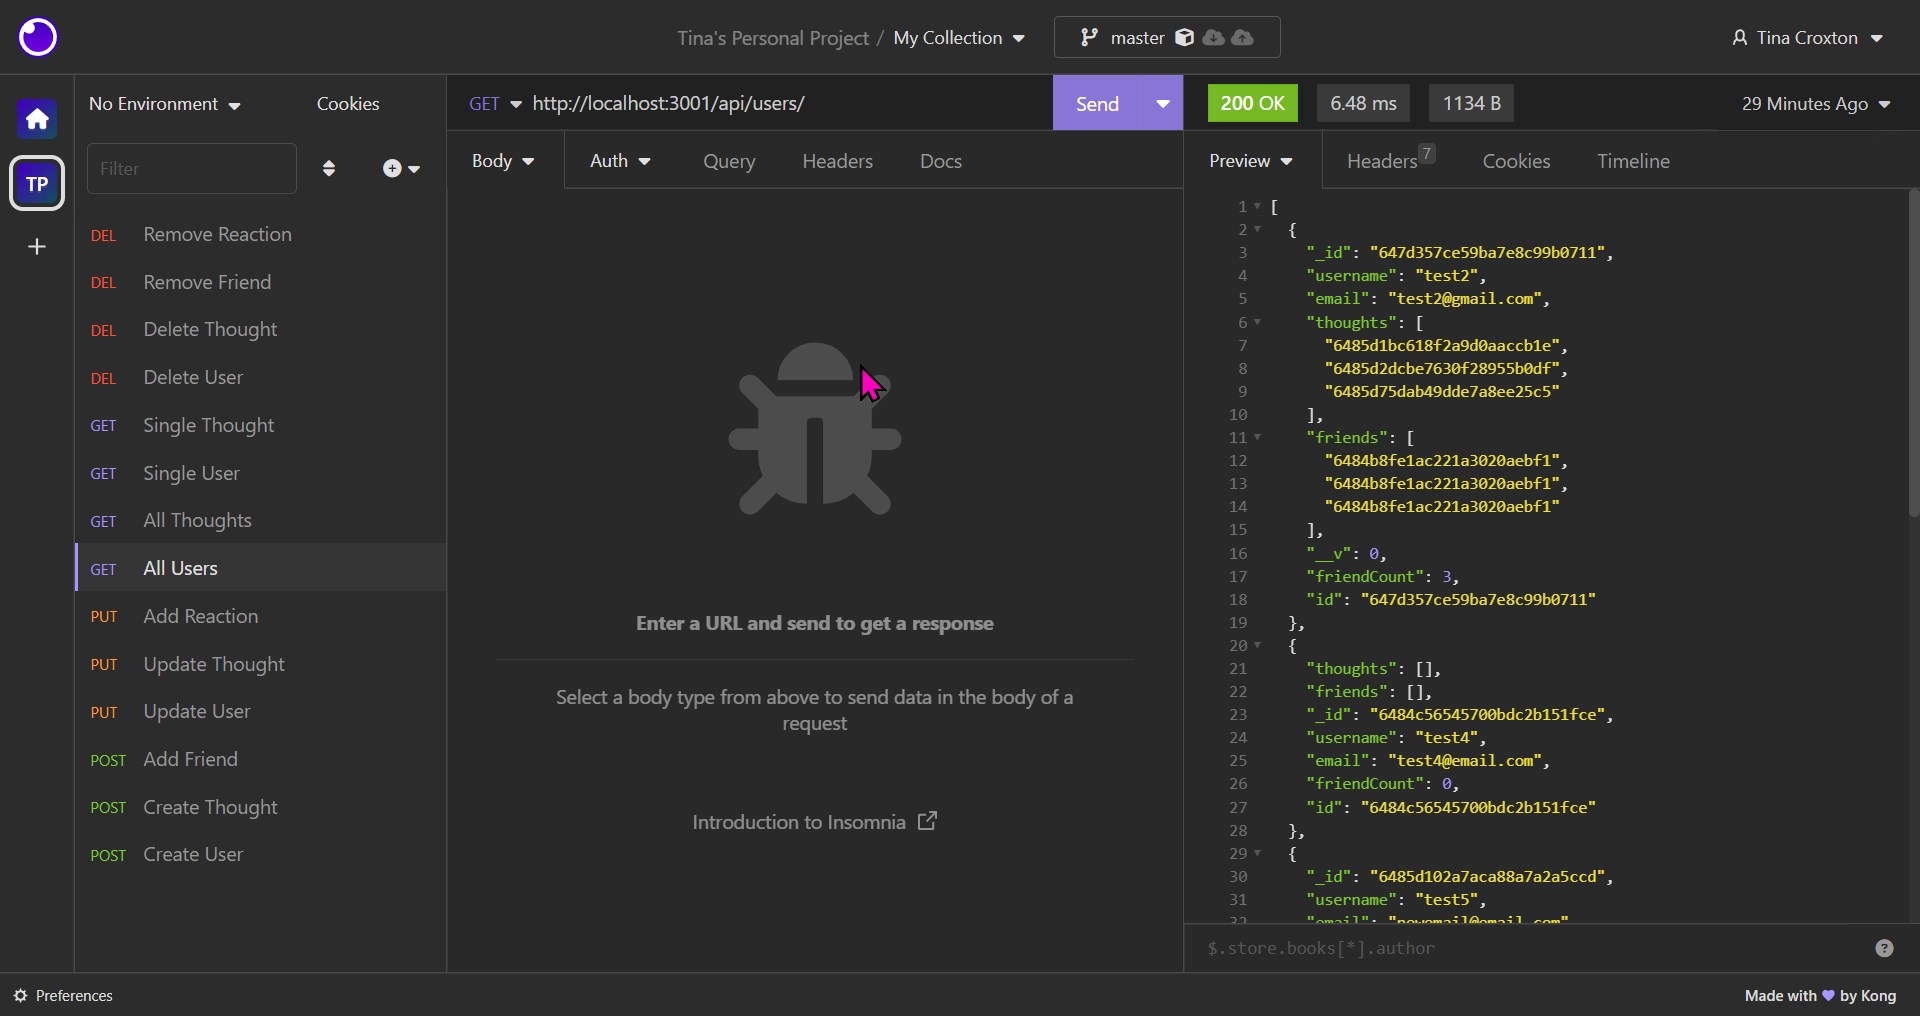 Tina's Personal Project / My Collection
master
Tina Croxton
No Environment
Cookies
GET http://localhost:3001/api/users/
Send
200 OK
6.48 ms
1134 B
29 Minutes Ago
TP
Filter
Body
Auth
Query
Headers
Docs
Preview
Headers 7
Cookies
Timeline
DEL Remove Reaction
DEL Remove Friend
DEL Delete Thought
DEL Delete User
GET Single Thought
GET Single User
GET All Thoughts
GET All Users
PUT Add Reaction
PUT Update Thought
PUT Update User
POST Add Friend
POST Create Thought
POST Create User
Enter a URL and send to get a response
Select a body type from above to send data in the body of a
request
Introduction to Insomnia
1 [
2 {
3 "_id": "647d357ce59ba7e8c99b0711",
4 "username": "test2",
5 "email": "test2@gmail.com",
6 "thoughts": [
7 "6485d1bc618f2a9d0aaccb1e",
8 "6485d2dcbe7630f28955b0df",
9 "6485d75dab49dde7a8ee25c5"
10 ],
11 "friends": [
12 "6484b8fe1ac221a3020aebf1",
13 "6484b8fe1ac221a3020aebf1",
14 "6484b8fe1ac221a3020aebf1"
15 ],
16 "__v": 0,
17 "friendCount": 3,
18 "id": "647d357ce59ba7e8c99b0711"
19 },
20 {
21 "thoughts": [],
22 "friends": [],
23 "_id": "6484c56545700bdc2b151fce",
24 "username": "test4",
25 "email": "test4@email.com",
26 "friendCount": 0,
27 "id": "6484c56545700bdc2b151fce"
28 },
29 {
30 "_id": "6485d102a7aca88a7a2a5ccd",
31 "username": "test5",
32 "email": "newemail@email.com"
$.store.books[*].author
Preferences
Made with by Kong